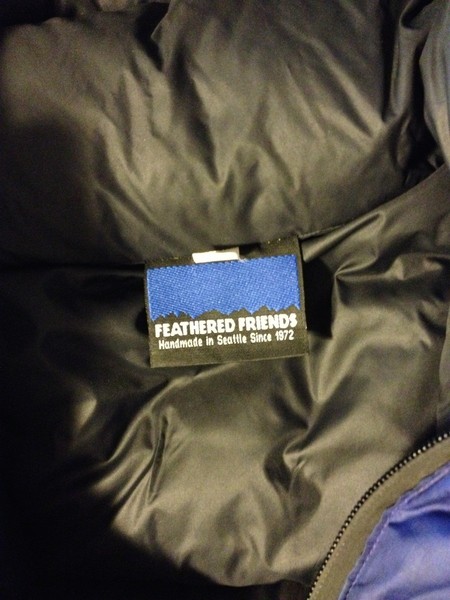 FEATHERED FRIENDS
Handmade in Seattle Since 1972